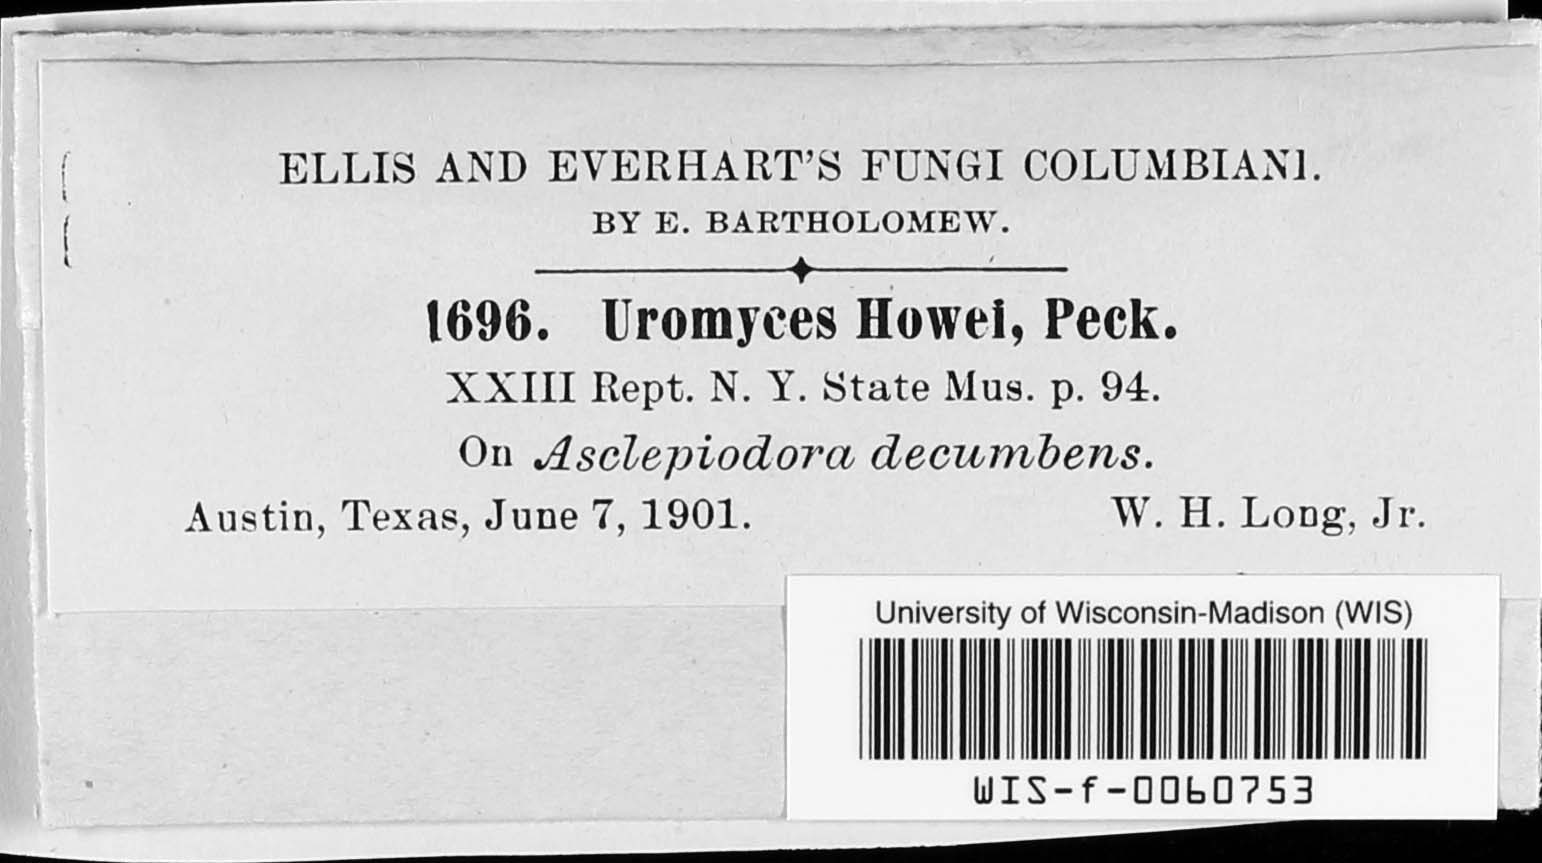 ELLIS AND EVERHART'S FUNGI COLUMBIANI.
BY E. BARTHOLOMEW.
1696. Uromyces Howei, Peck.
XXIII Rept. N. Y. State Mus. p. 94.
On Asclepiodora decumbens.
Austin, Texas, June 7, 1901. W. H. Long, Jr.
University of Wisconsin-Madison (WIS)
WIS-f-0060753